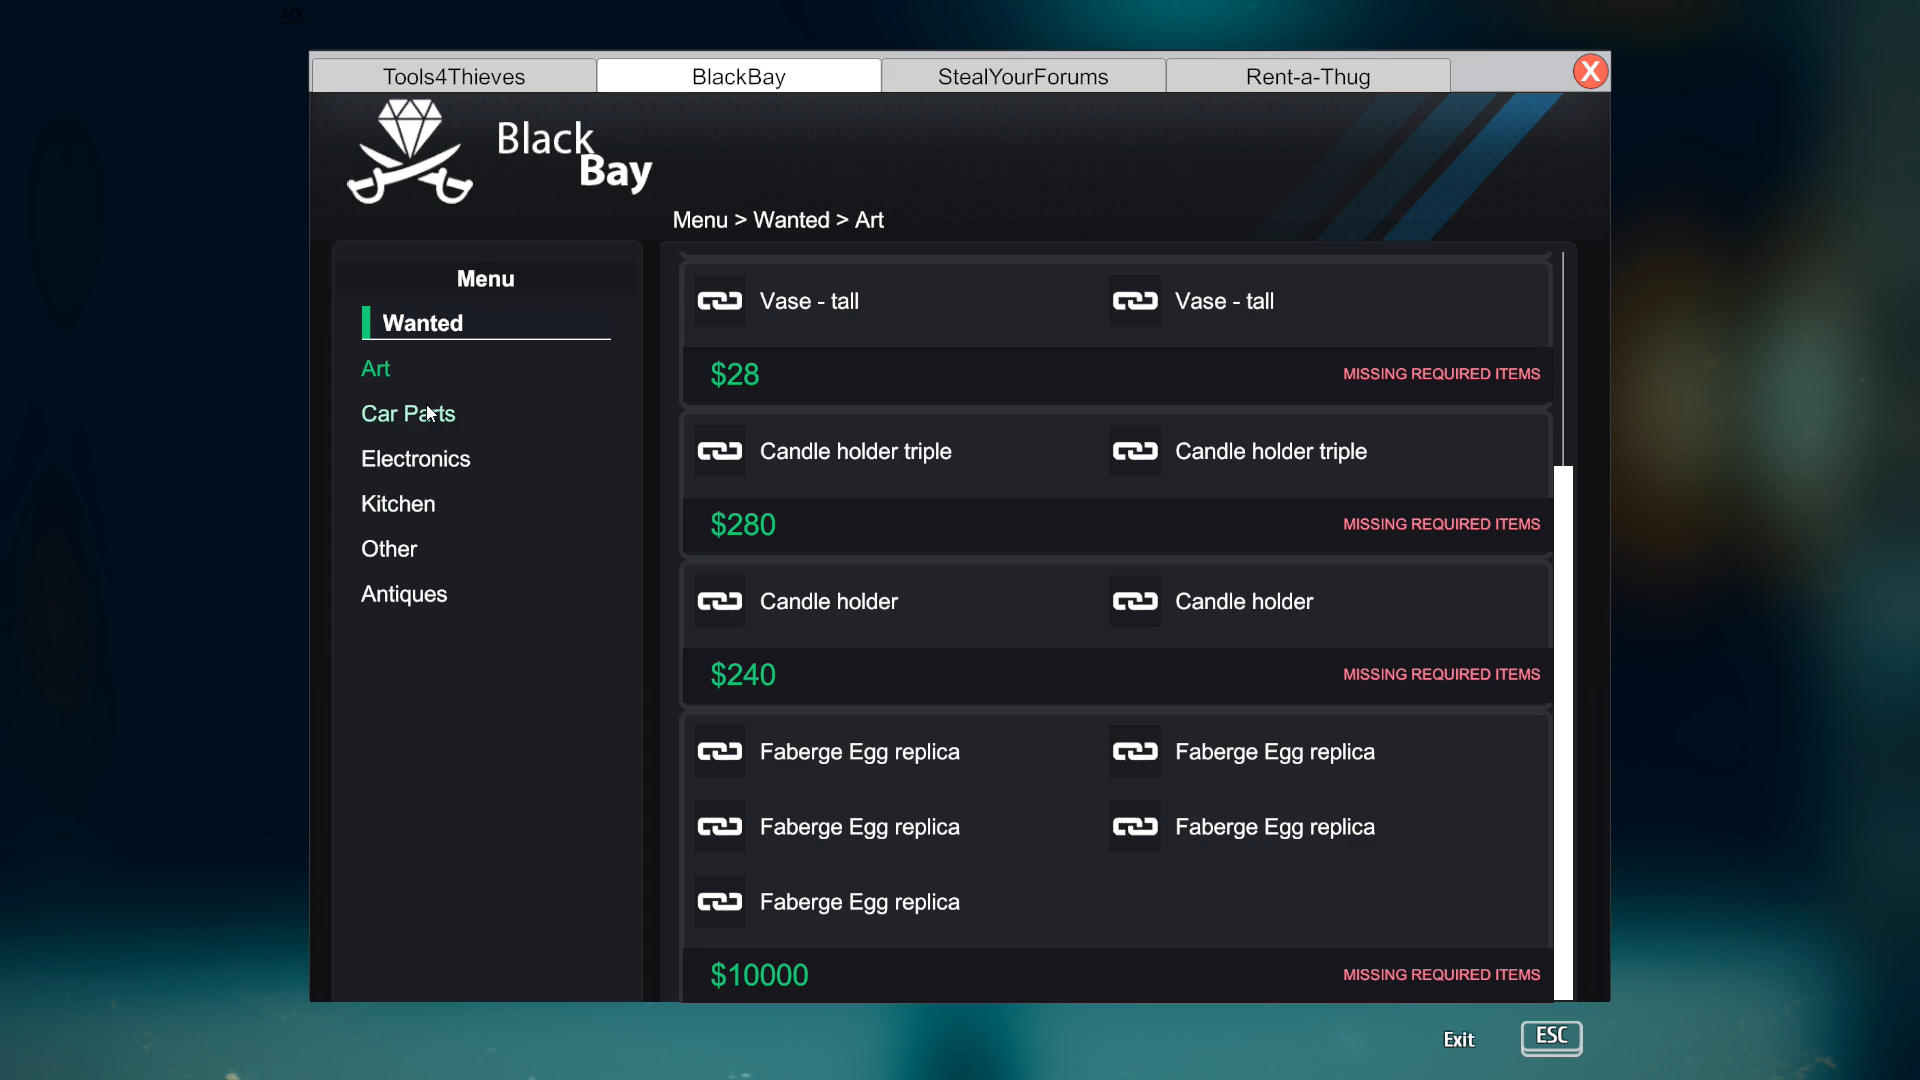 Tools4Thieves
BlackBay
StealYourForums
Rent-a-Thug
X
Black
Bay
Menu > Wanted > Art
Menu
Wanted
Art
Car Parts
Electronics
Kitchen
Other
Antiques
Vase - tall
Vase - tall
$28
MISSING REQUIRED ITEMS
Candle holder triple
Candle holder triple
$280
MISSING REQUIRED ITEMS
Candle holder
Candle holder
$240
MISSING REQUIRED ITEMS
Faberge Egg replica
Faberge Egg replica
Faberge Egg replica
Faberge Egg replica
Faberge Egg replica
$10000
MISSING REQUIRED ITEMS
Exit
ESC